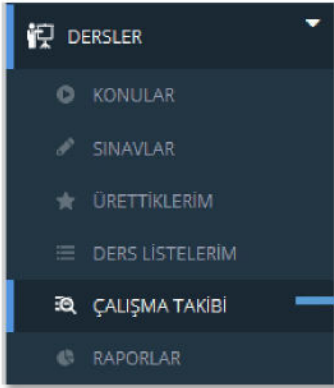 DERSLER
KONULAR
SINAVLAR
ÜRETTİKLERİM
DERS LİSTELERİM
ÇALIŞMA TAKİBİ
RAPORLAR